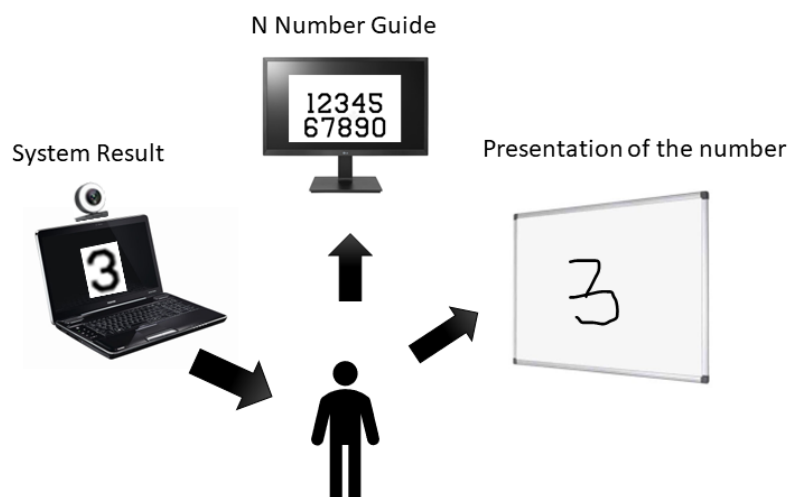 N Number Guide
12345
67890
System Result
3
Presentation of the number
3